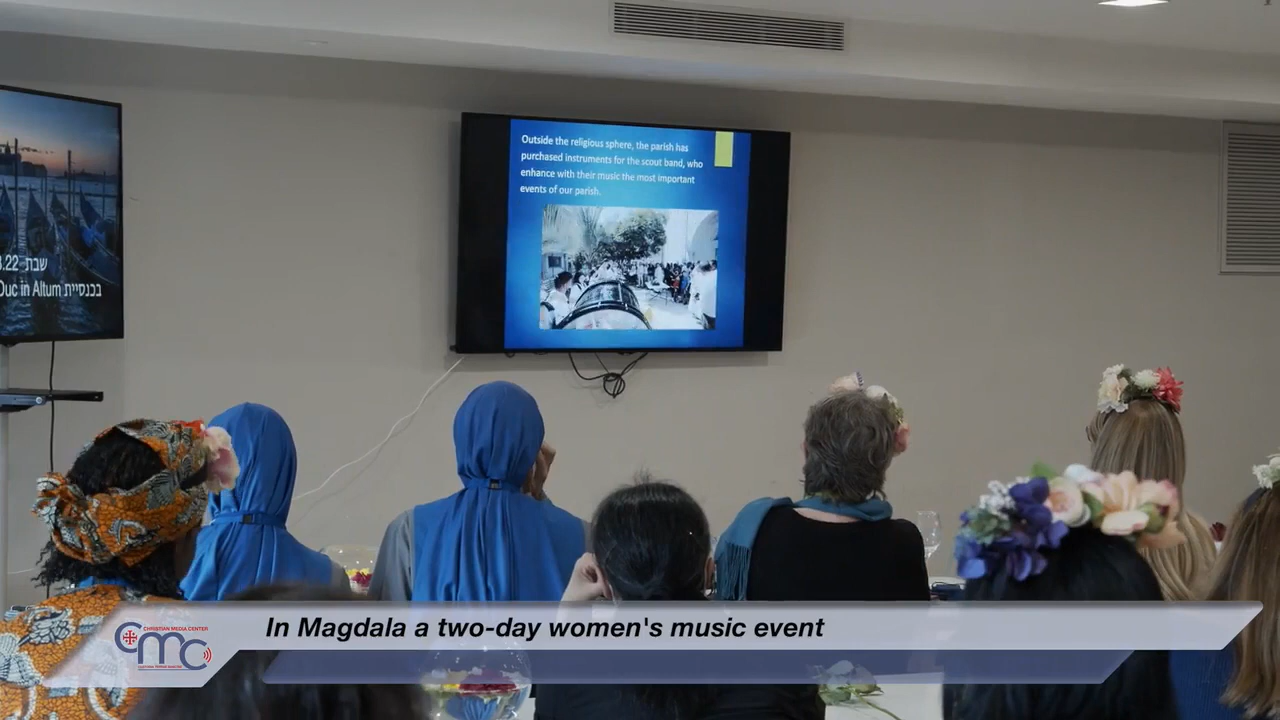 Outside the religious sphere, the parish has
purchased instruments for the scout band, who
enhance with their music the most important
events of our parish.
שבת 3.22
בכנסיית Duc in Altum
In Magdala a two-day women's music event
CHRISTIAN MEDIA CENTER
CMC